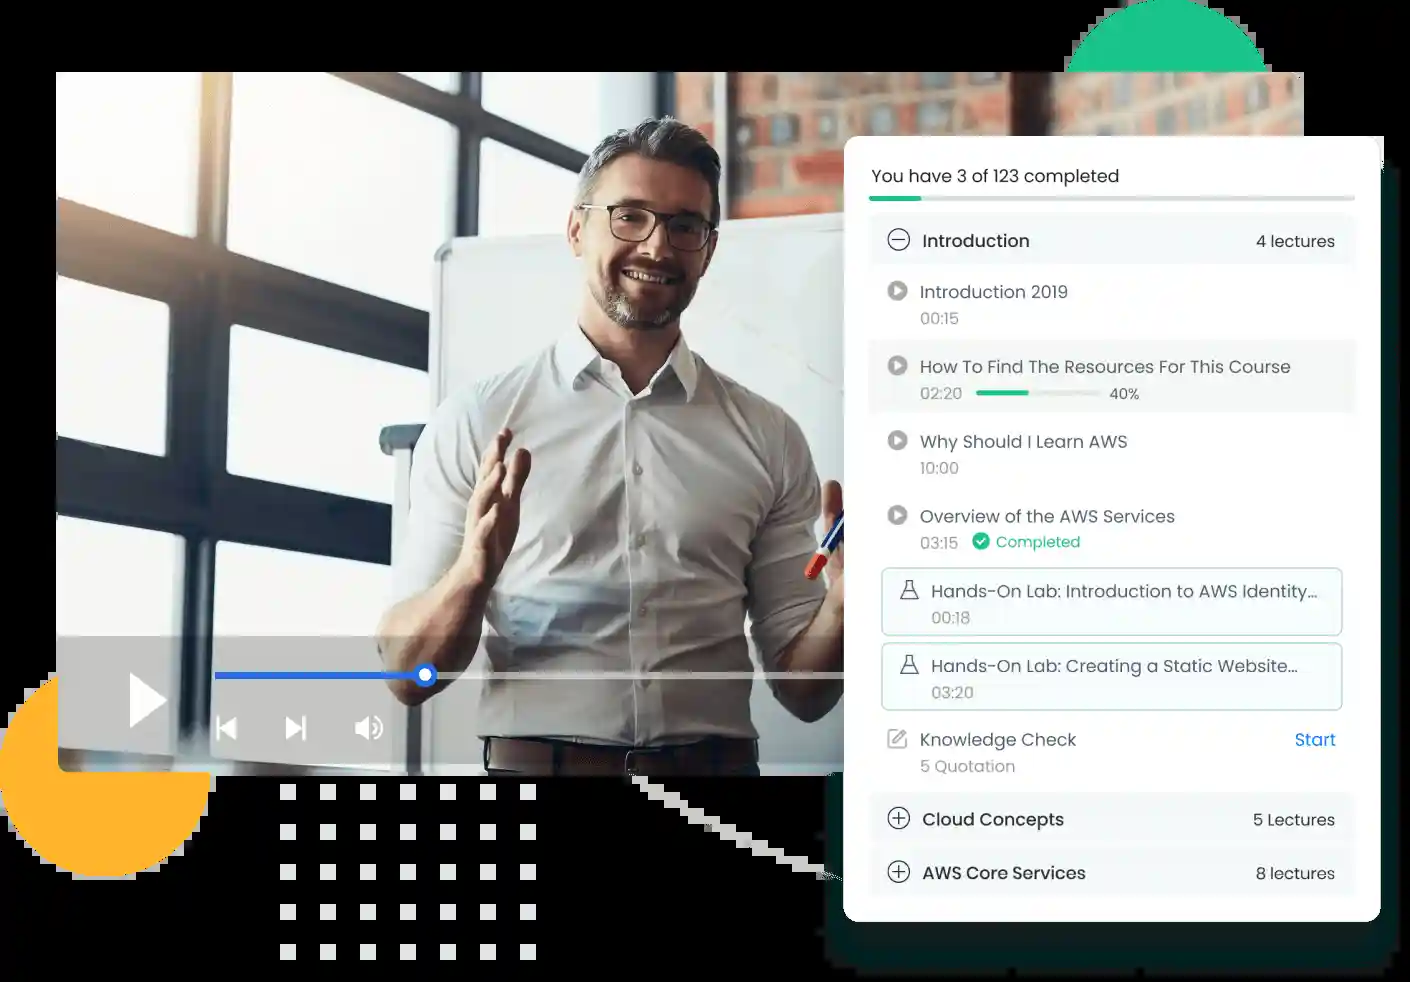 You have 3 of 123 completed
Introduction 4 lectures
Introduction 2019
00:15
How To Find The Resources For This Course
02:20 40%
Why Should I Learn AWS
10:00
Overview of the AWS Services
03:15 Completed
Hands-On Lab: Introduction to AWS Identity...
00:18
Hands-On Lab: Creating a Static Website...
03:20
Knowledge Check Start
5 Quotation
Cloud Concepts 5 Lectures
AWS Core Services 8 lectures